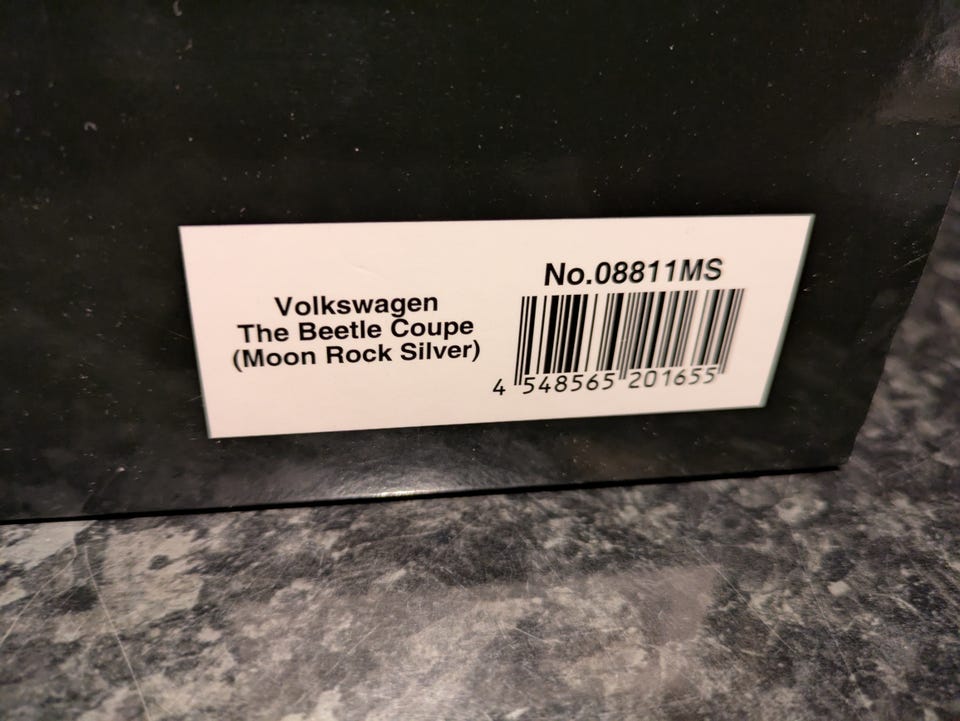 Volkswagen
The Beetle Coupe
(Moon Rock Silver)
No.08811MS
4 548565 201655